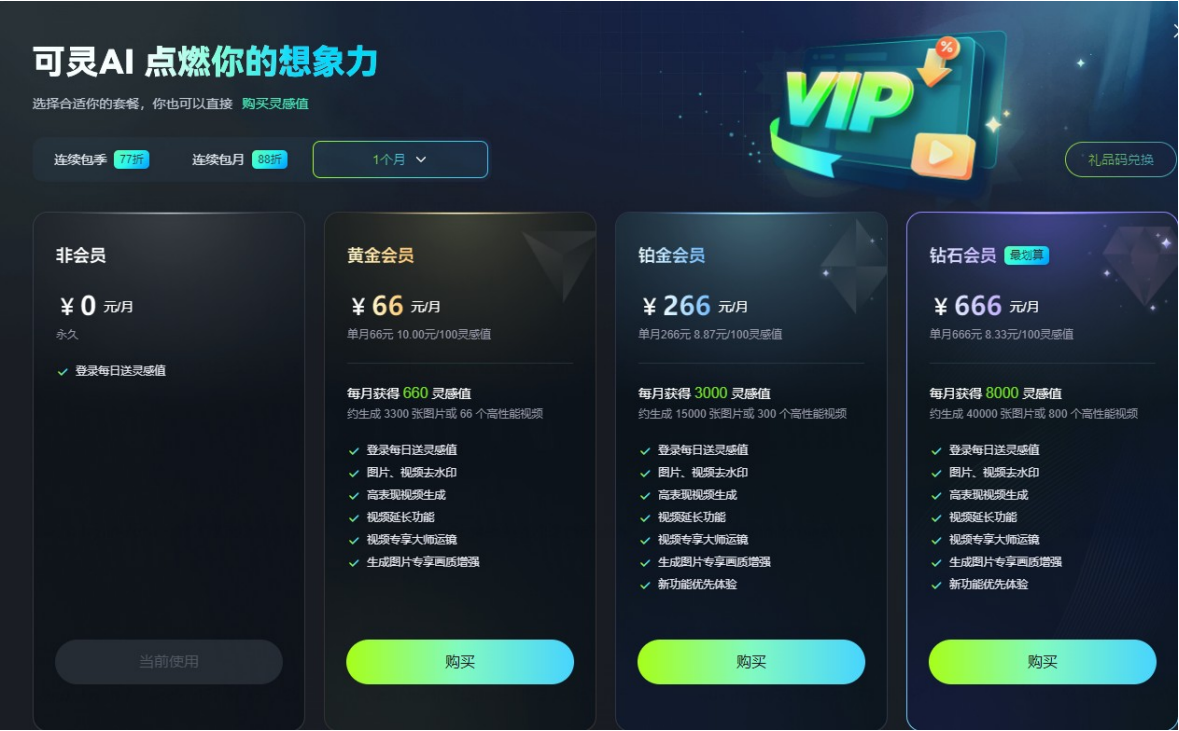 可灵AI 点燃你的想象力
选择合适你的套餐，你也可以直接 购买灵感值
连续包季 77折 连续包月 88折 1个月
VIP
%
礼品码兑换
非会员
¥ 0 元/月
永久
登录每日送灵感值
当前使用
黄金会员
¥ 66 元/月
单月66元 10.00元/100灵感值
每月获得 660 灵感值
约生成 3300 张图片或 66 个高性能视频
登录每日送灵感值
图片、视频去水印
高表现视频生成
视频延长功能
视频专享大师运镜
生成图片专享画质增强
购买
铂金会员
¥ 266 元/月
单月266元 8.87元/100灵感值
每月获得 3000 灵感值
约生成 15000 张图片或 300 个高性能视频
登录每日送灵感值
图片、视频去水印
高表现视频生成
视频延长功能
视频专享大师运镜
生成图片专享画质增强
新功能优先体验
购买
钻石会员 最划算
¥ 666 元/月
单月666元 8.33元/100灵感值
每月获得 8000 灵感值
约生成 40000 张图片或 800 个高性能视频
登录每日送灵感值
图片、视频去水印
高表现视频生成
视频延长功能
视频专享大师运镜
生成图片专享画质增强
新功能优先体验
购买